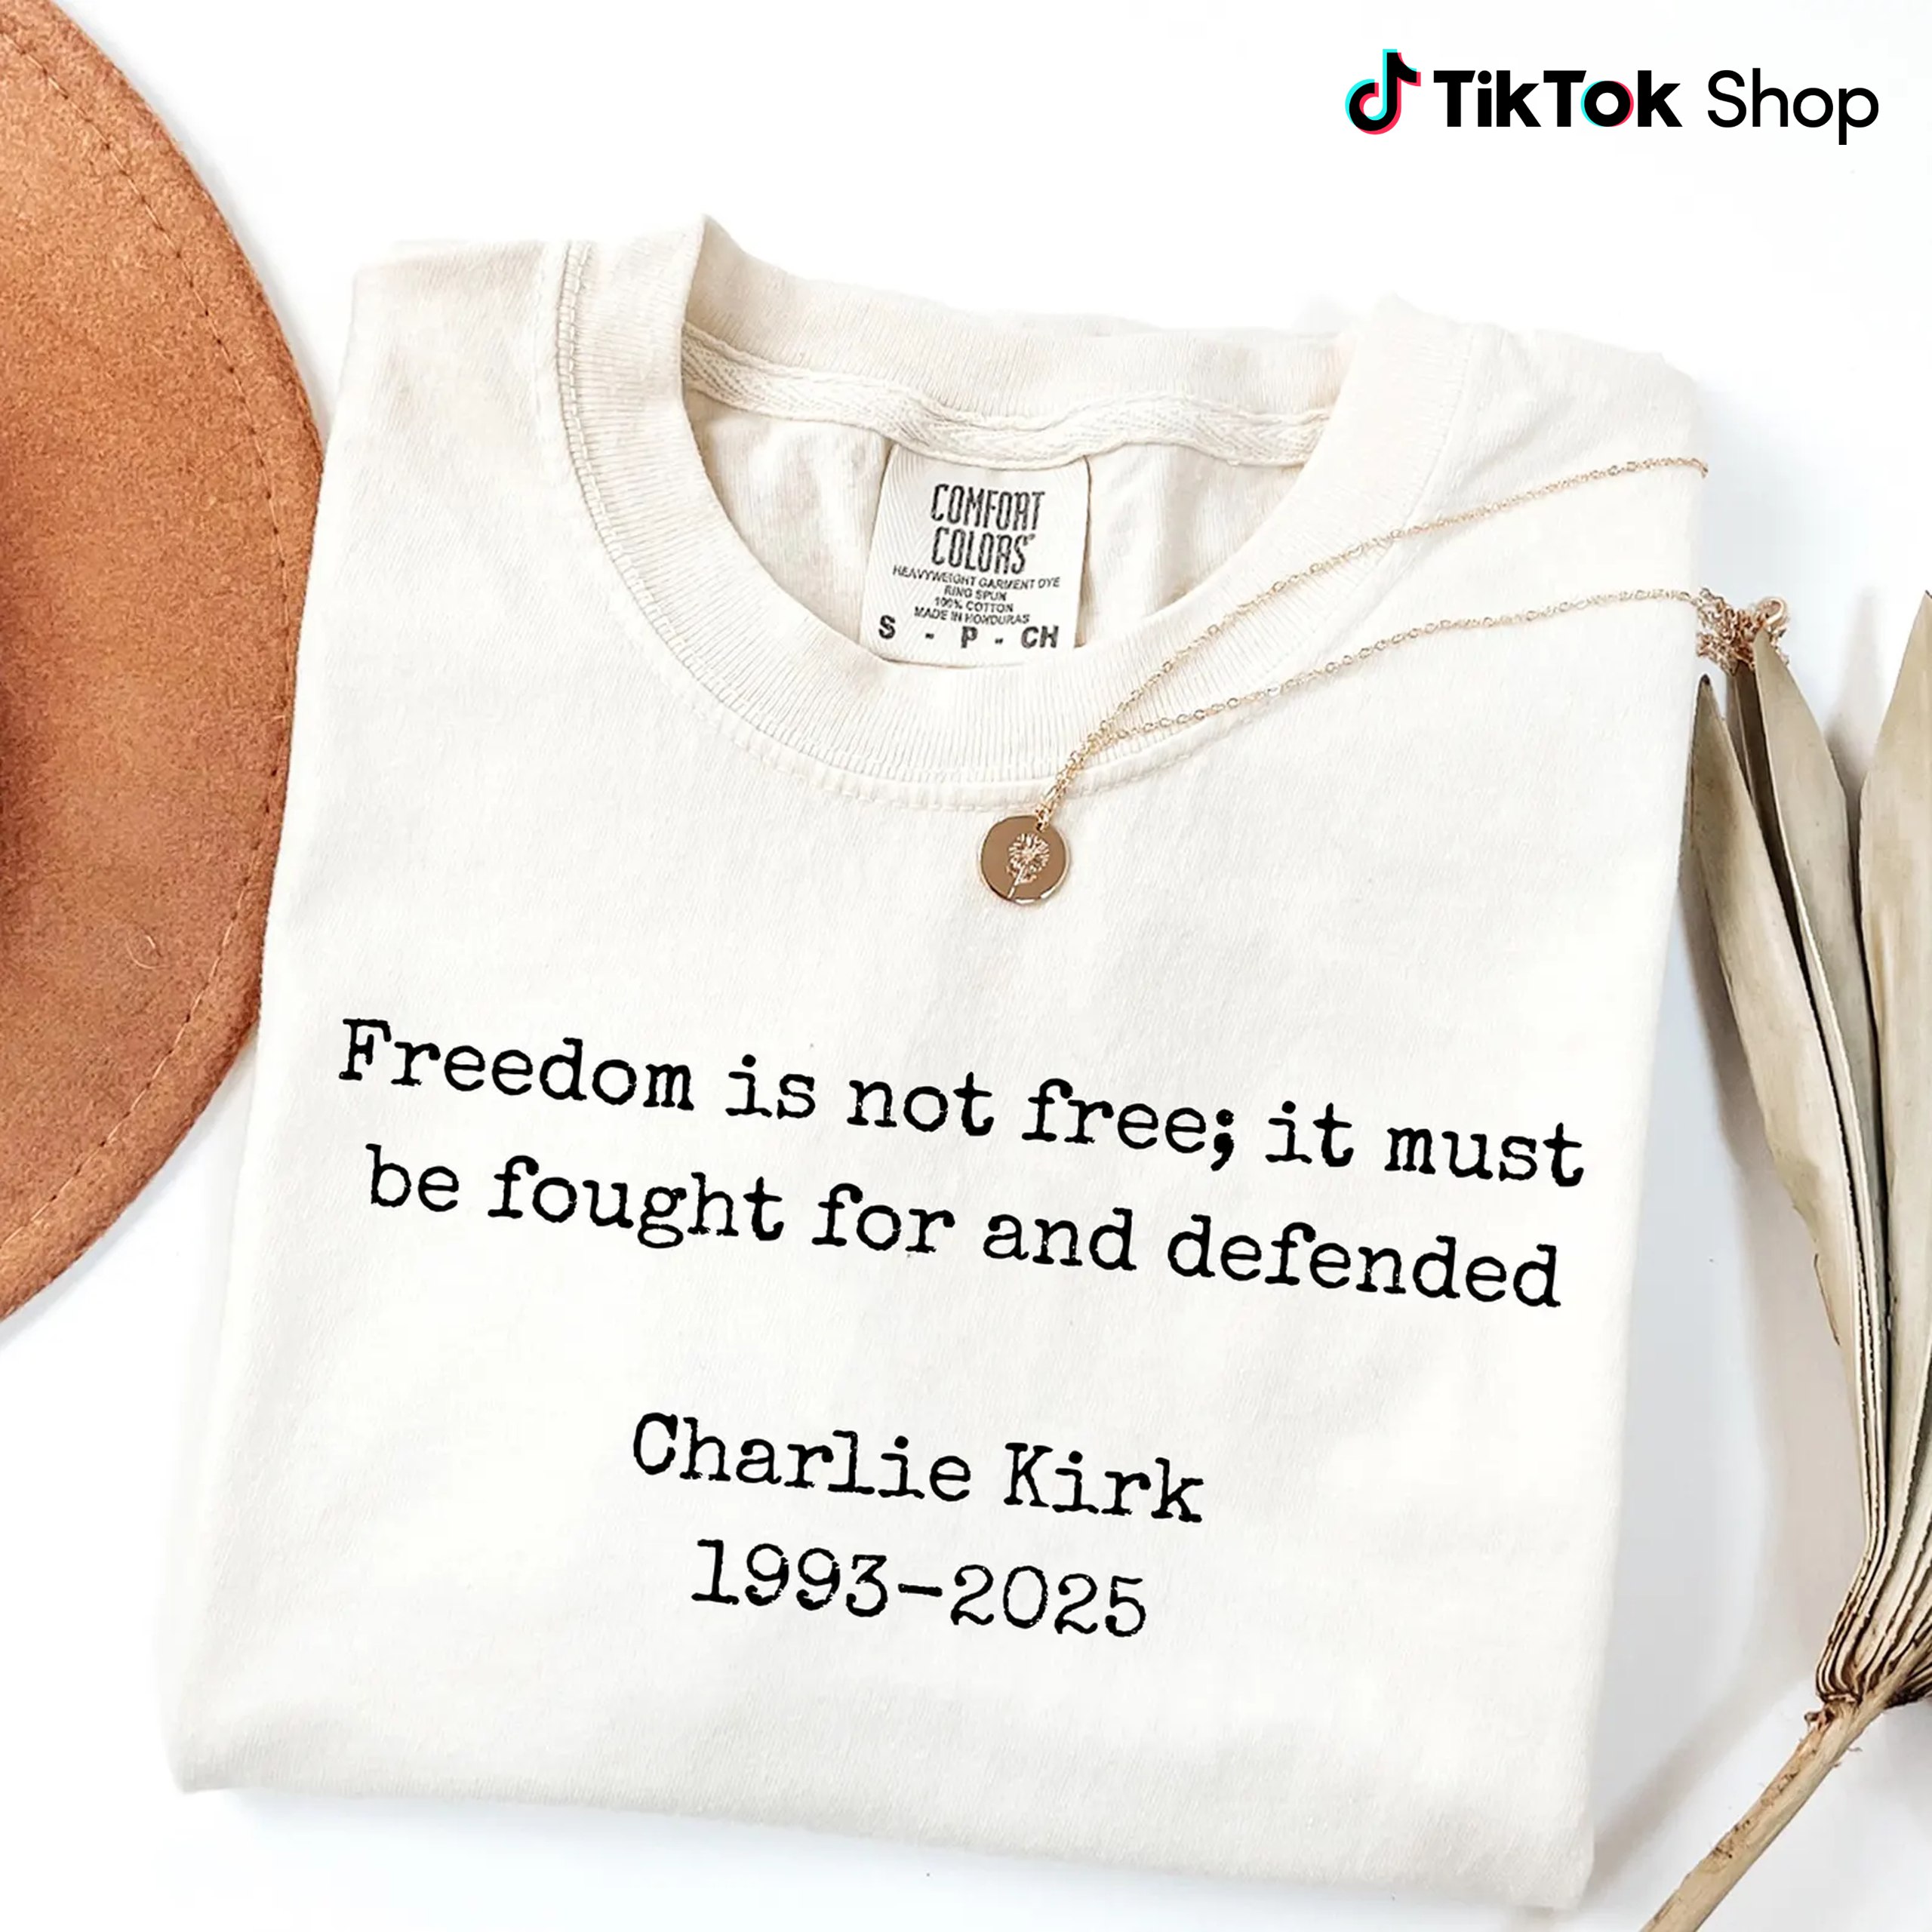 TikTok Shop
COMFORT
COLORS®
HEAVYWEIGHT GARMENT DYE
RING SPUN
100% COTTON
MADE IN HONDURAS
S - P - CH
Freedom is not free; it must
be fought for and defended
Charlie Kirk
1993-2025